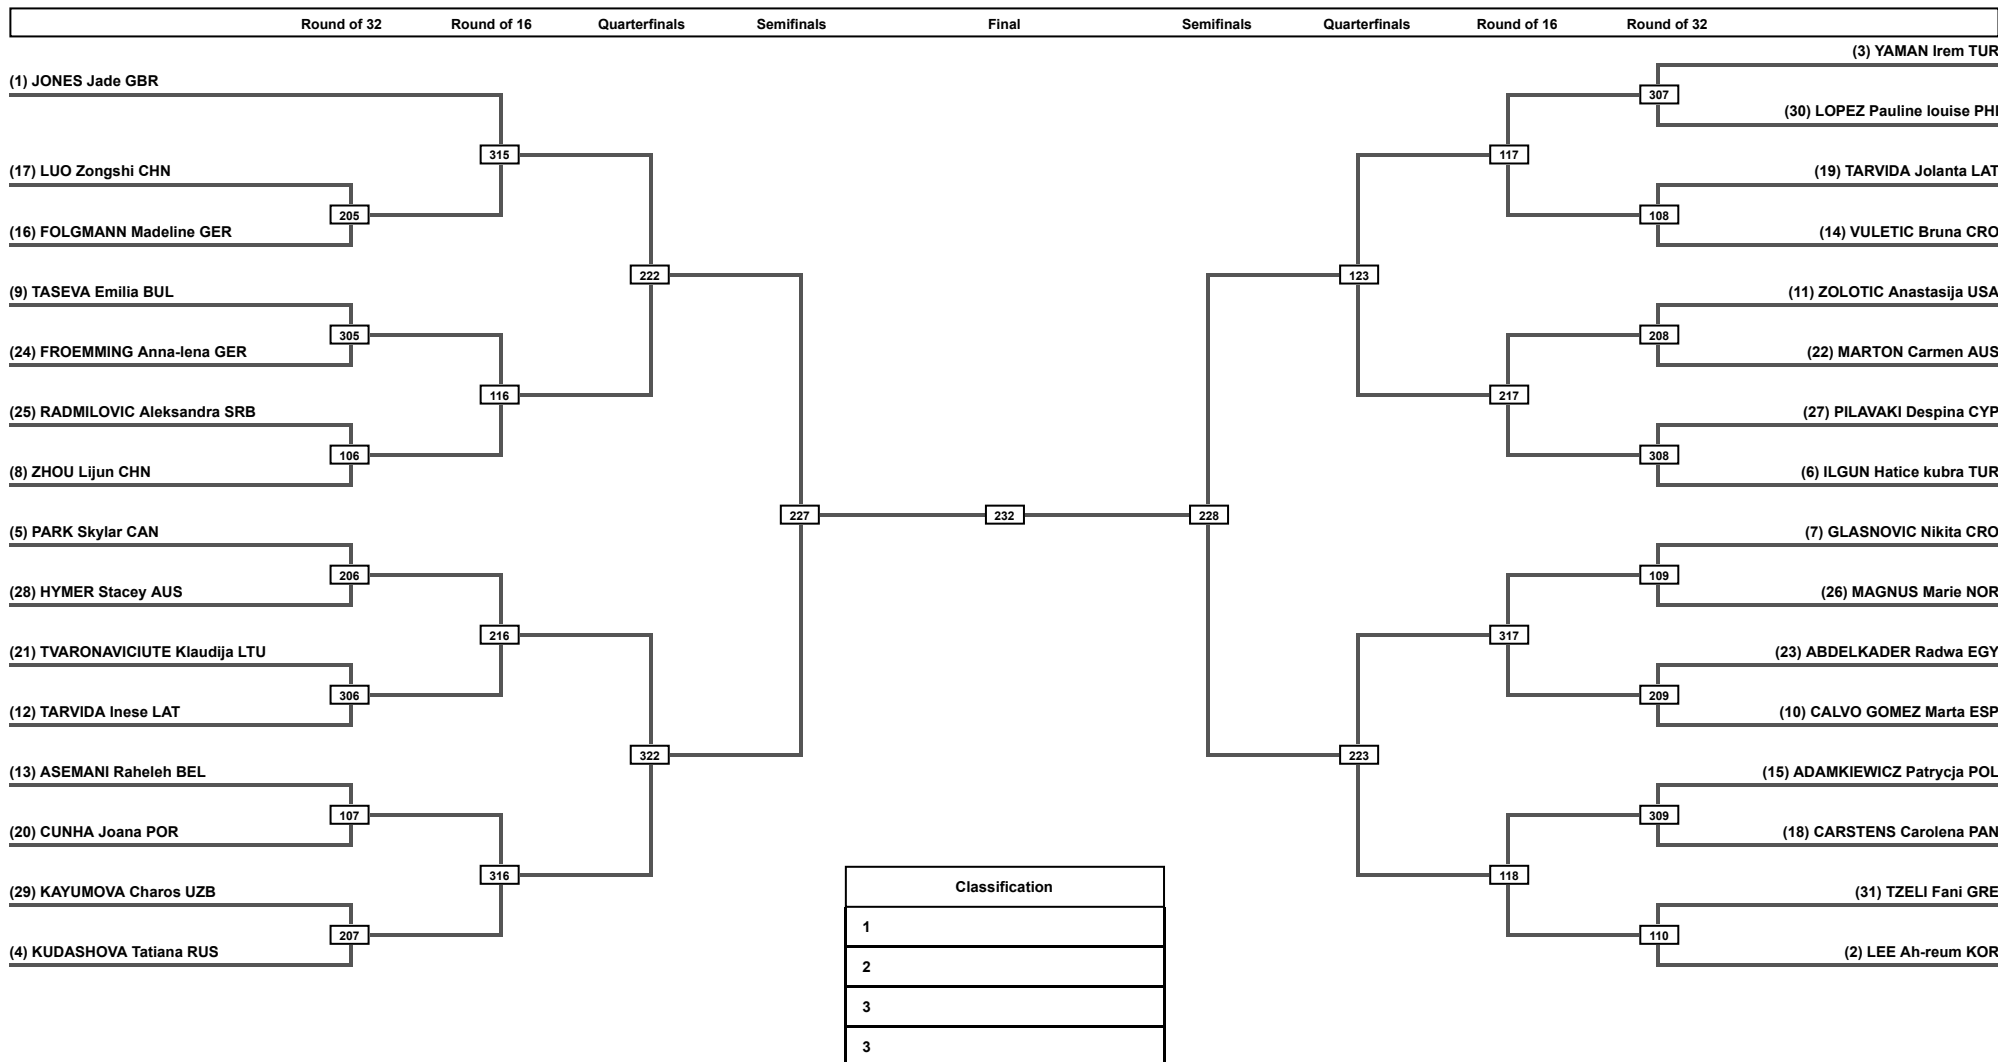 Round of 32 Round of 16 Quarterfinals Semifinals Final Semifinals Quarterfinals Round of 16 Round of 32
(1) JONES Jade GBR
(17) LUO Zongshi CHN
(16) FOLGMANN Madeline GER
(9) TASEVA Emilia BUL
(24) FROEMMING Anna-lena GER
(25) RADMILOVIC Aleksandra SRB
(8) ZHOU Lijun CHN
(5) PARK Skylar CAN
(28) HYMER Stacey AUS
(21) TVARONAVICIUTE Klaudija LTU
(12) TARVIDA Inese LAT
(13) ASEMANI Raheleh BEL
(20) CUNHA Joana POR
(29) KAYUMOVA Charos UZB
(4) KUDASHOVA Tatiana RUS
205
305
106
206
306
107
207
315
116
216
316
222
322
227
232
228
123
223
117
217
317
118
307
108
208
308
109
209
309
110
(3) YAMAN Irem TUR
(30) LOPEZ Pauline louise PHI
(19) TARVIDA Jolanta LAT
(14) VULETIC Bruna CRO
(11) ZOLOTIC Anastasija USA
(22) MARTON Carmen AUS
(27) PILAVAKI Despina CYP
(6) ILGUN Hatice kubra TUR
(7) GLASNOVIC Nikita CRO
(26) MAGNUS Marie NOR
(23) ABDELKADER Radwa EGY
(10) CALVO GOMEZ Marta ESP
(15) ADAMKIEWICZ Patrycja POL
(18) CARSTENS Carolena PAN
(31) TZELI Fani GRE
(2) LEE Ah-reum KOR
Classification
1
2
3
3